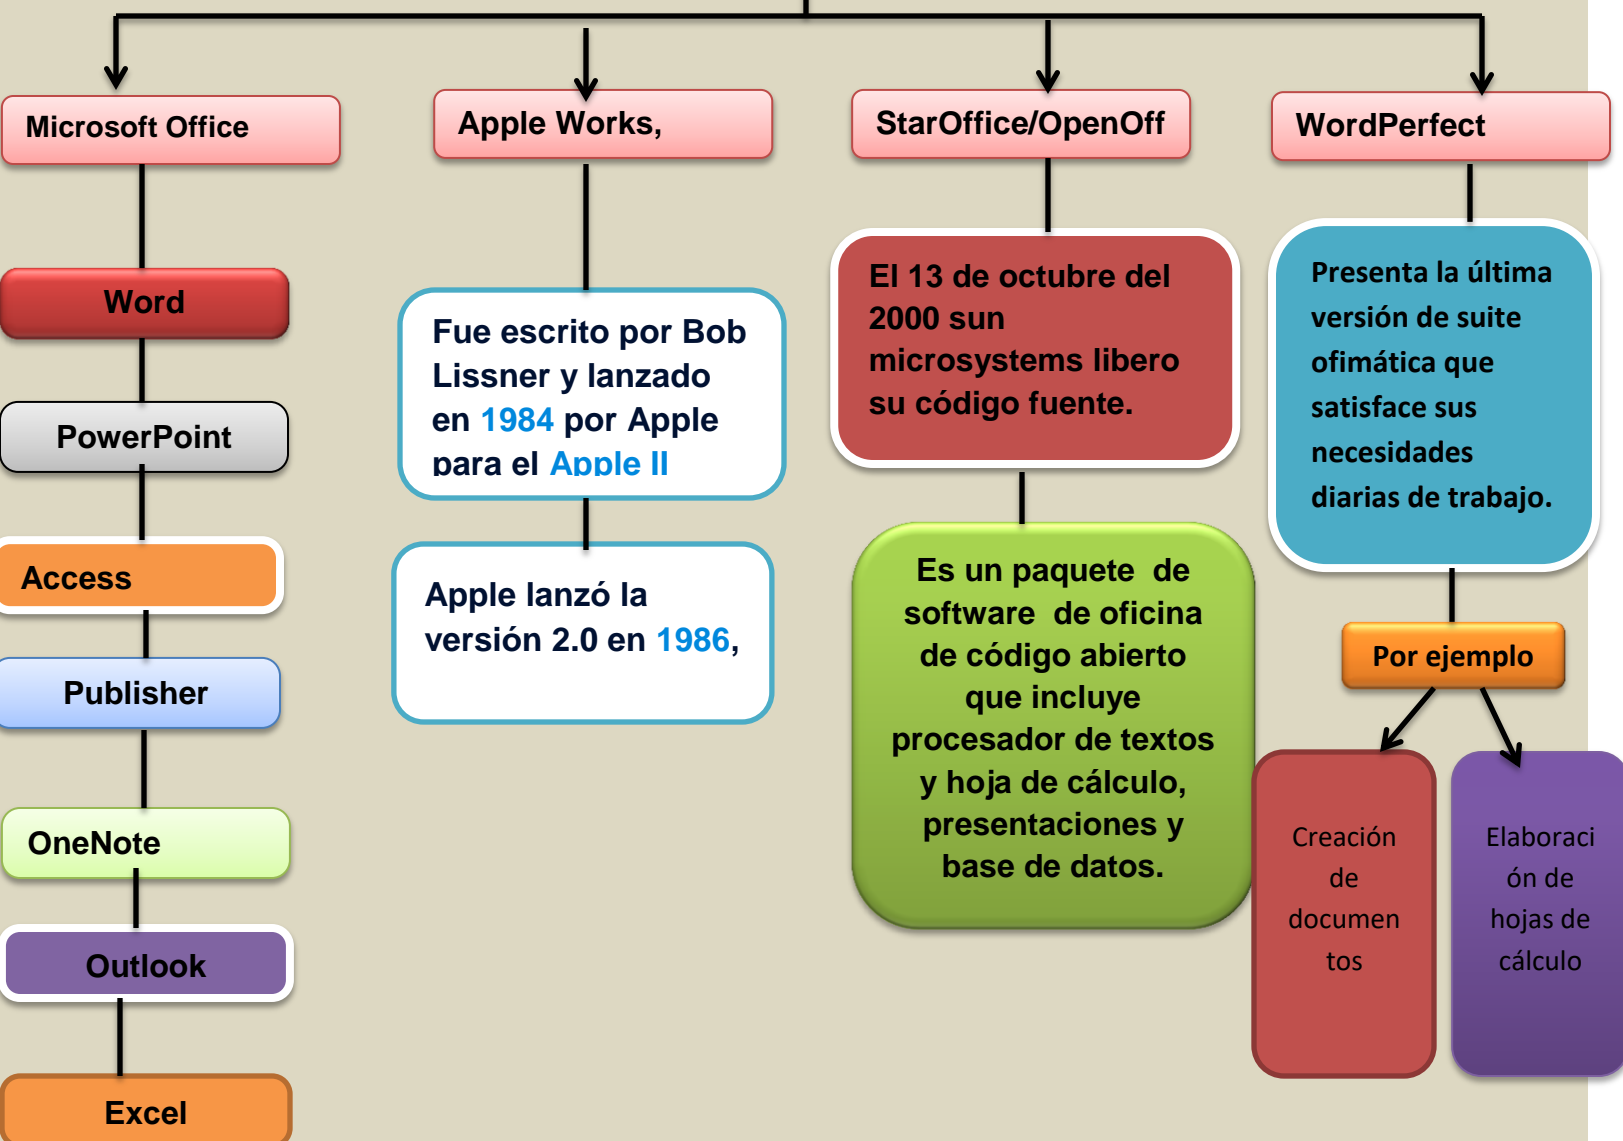 Microsoft Office
Word
PowerPoint
Access
Publisher
OneNote
Outlook
Excel
Apple Works,
Fue escrito por Bob
Lissner y lanzado
en 1984 por Apple
para el Apple II
Apple lanzó la
versión 2.0 en 1986,
StarOffice/OpenOff
El 13 de octubre del
2000 sun
microsystems libero
su código fuente.
Es un paquete de
software de oficina
de código abierto
que incluye
procesador de textos
y hoja de cálculo,
presentaciones y
base de datos.
WordPerfect
Presenta la última
versión de suite
ofimática que
satisface sus
necesidades
diarias de trabajo.
Por ejemplo
Creación
de
documen
tos
Elaboraci
ón de
hojas de
cálculo